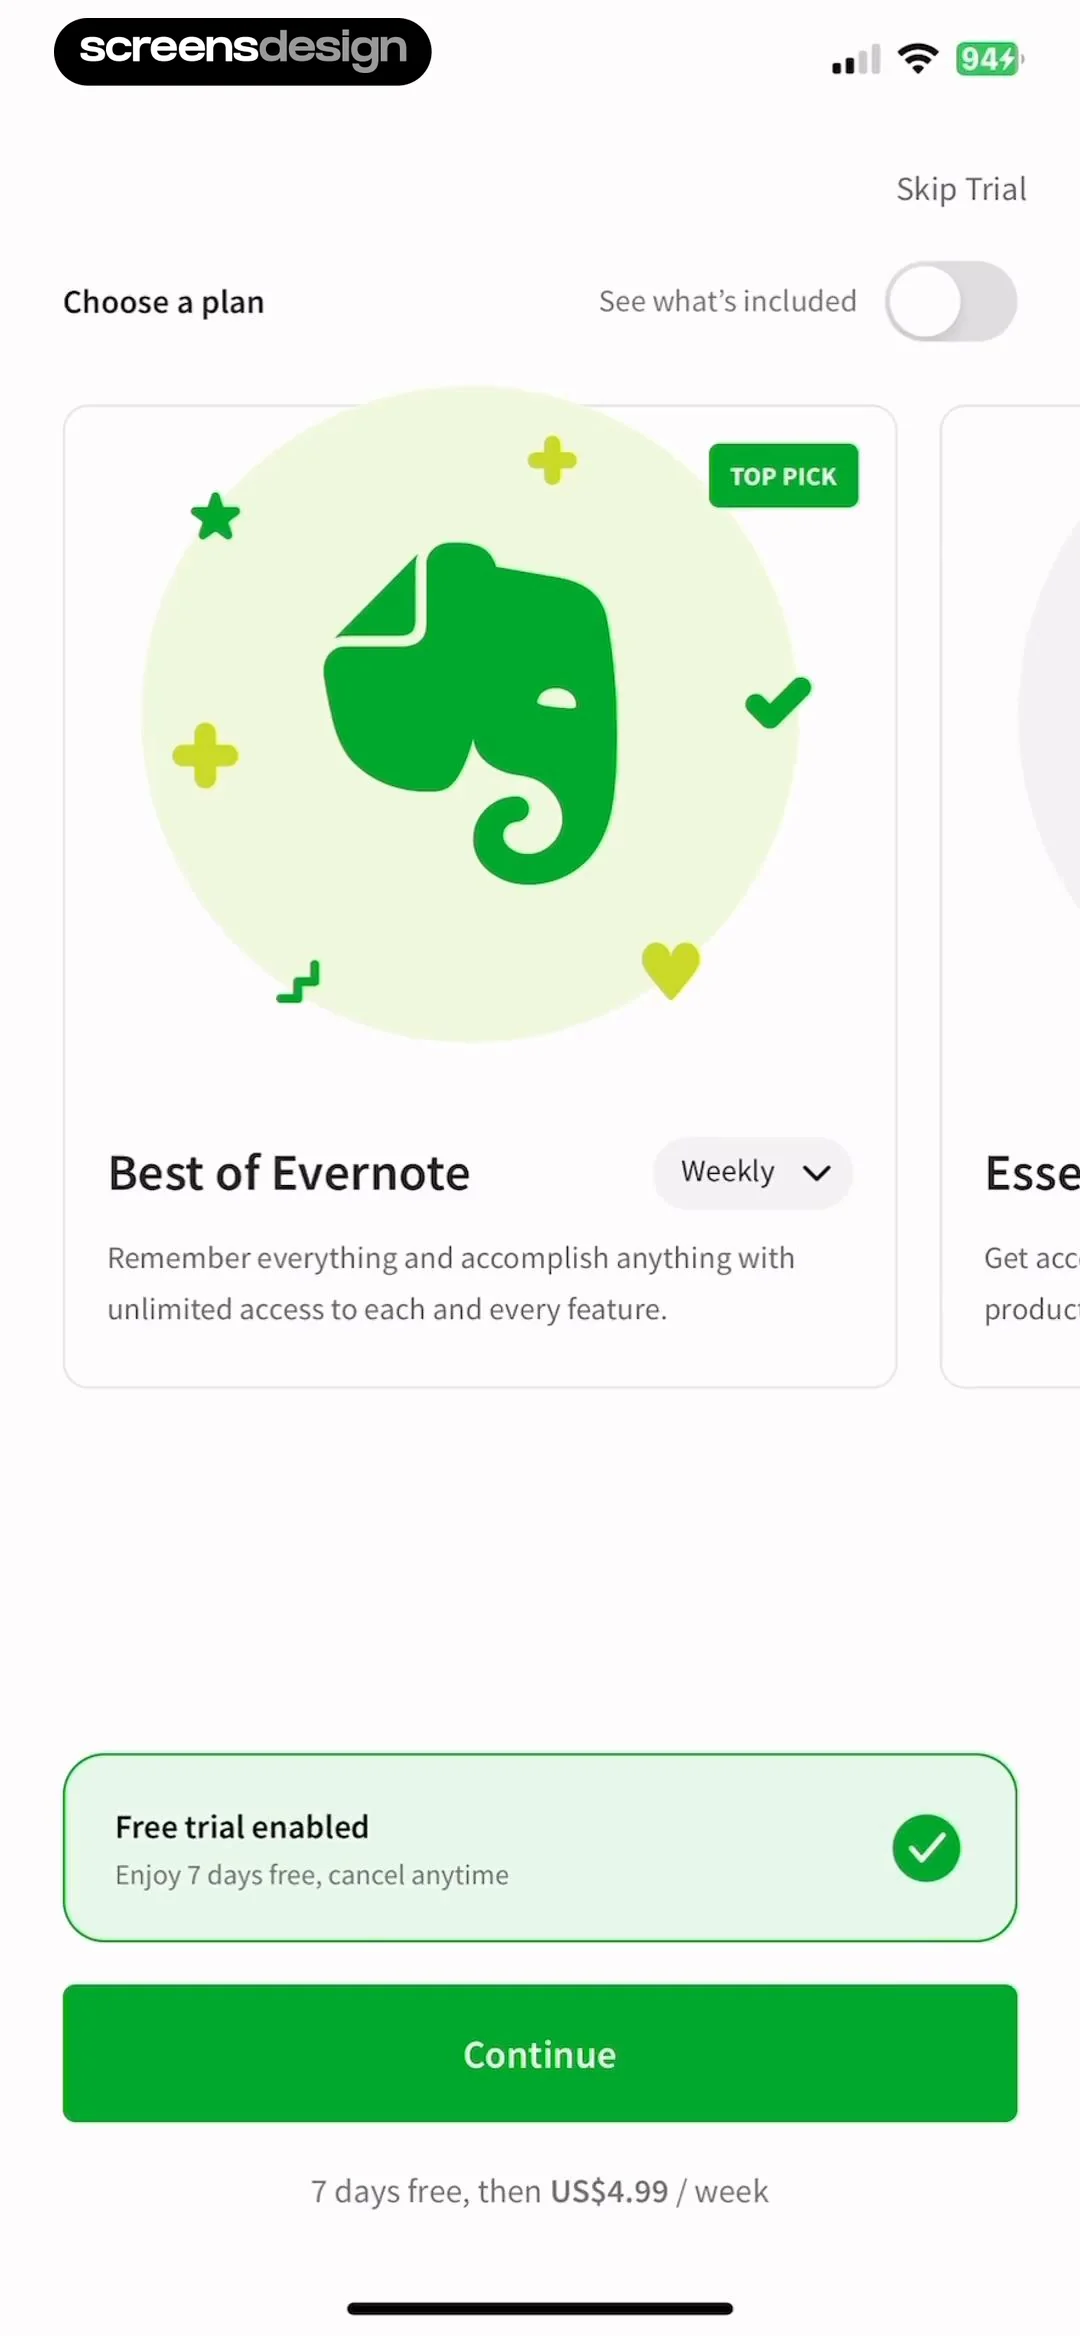 screensdesign
94
Skip Trial
Choose a plan
See what’s included
TOP PICK
Best of Evernote
Weekly
Remember everything and accomplish anything with
unlimited access to each and every feature.
Esse
Get acc
product
Free trial enabled
Enjoy 7 days free, cancel anytime
Continue
7 days free, then US$4.99 / week